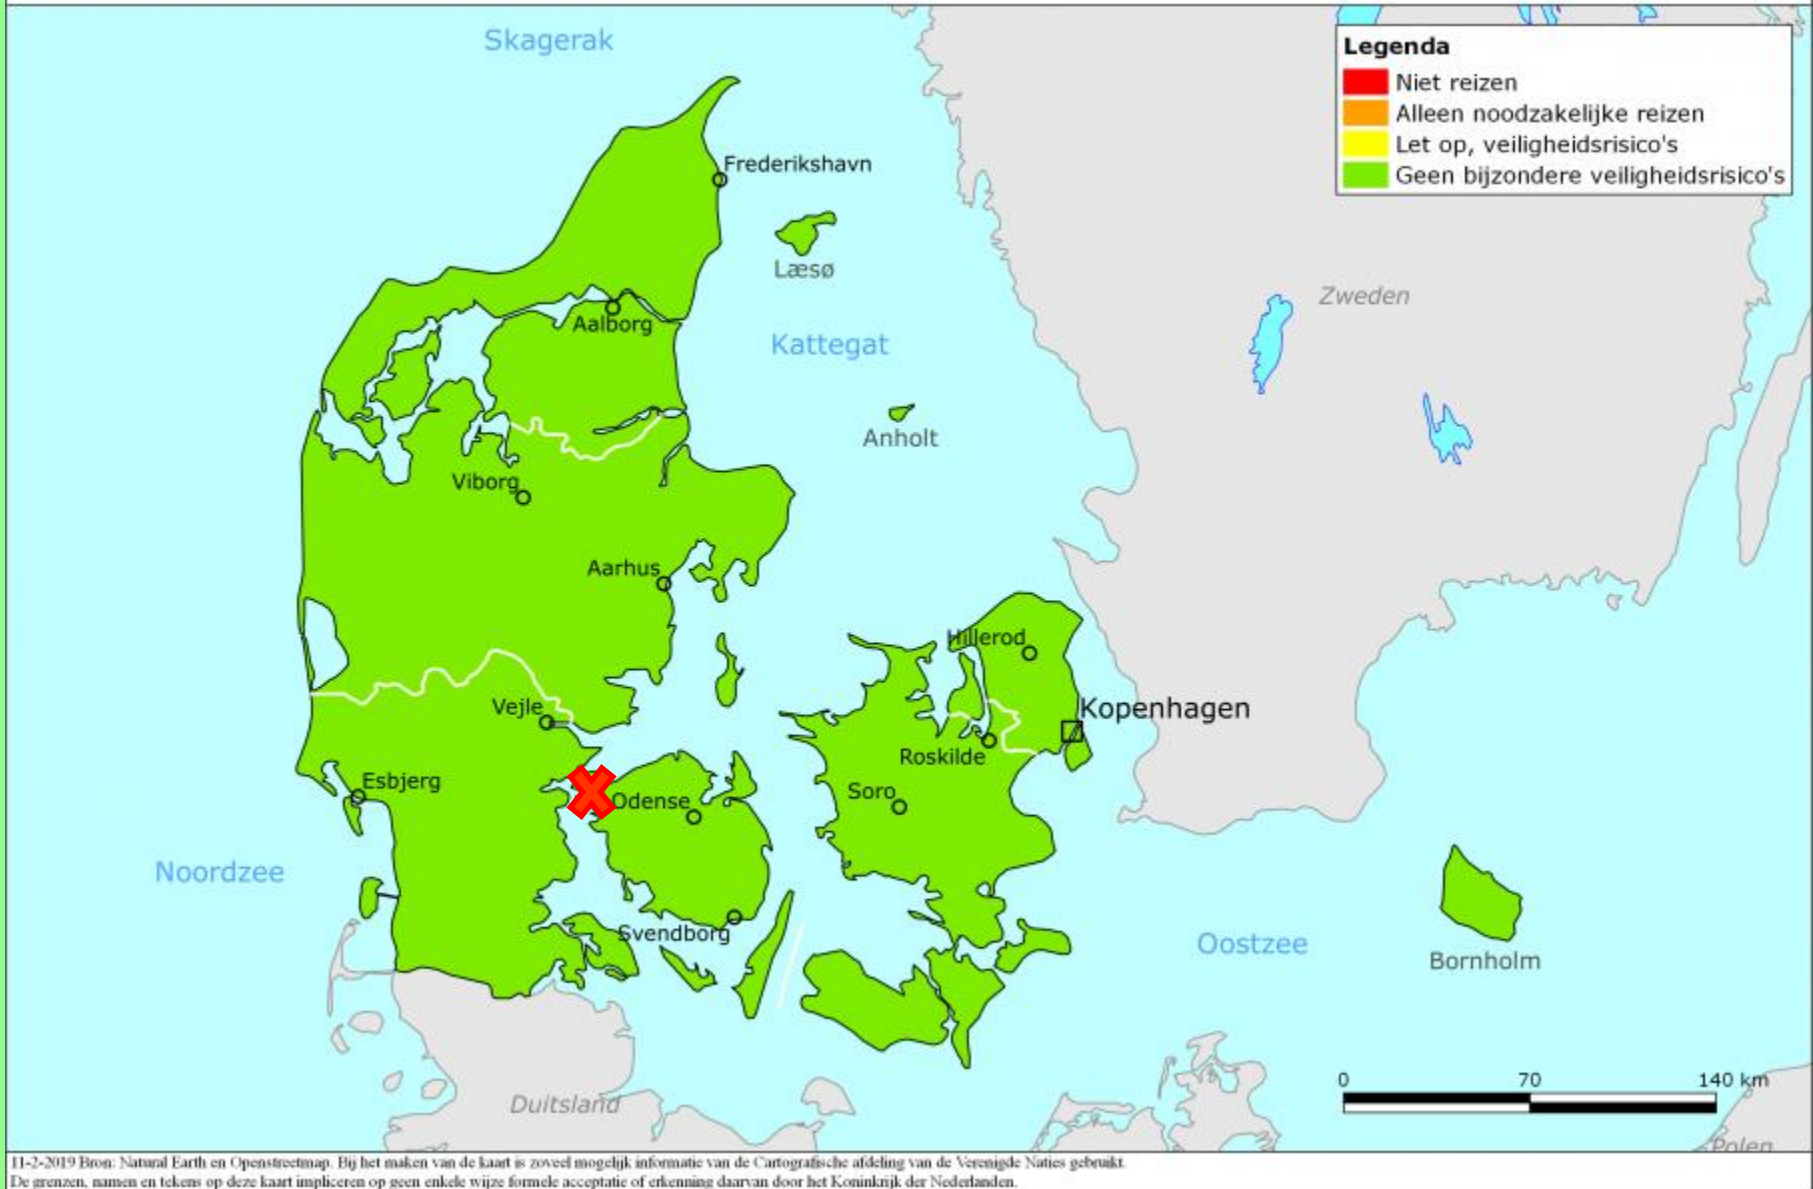 Skagerak
Legenda
Niet reizen
Alleen noodzakelijke reizen
Let op, veiligheidsrisico's
Geen bijzondere veiligheidsrisico's
Frederikshavn
Læsø
Zweden
Aalborg
Kattegat
Anholt
Viborg
Aarhus
Hillerod
Vejle
Kopenhagen
Roskilde
Esbjerg
Soro
Odense
Noordzee
Svendborg
Oostzee
Bornholm
0 70 140 km
Duitsland
Polen
11-2-2019 Bron: Natural Earth en Openstreetmap. Bij het maken van de kaart is zoveel mogelijk informatie van de Cartografische afdeling van de Verenigde Naties gebruikt.
De grenzen, namen en tekens op deze kaart impliceren op geen enkele wijze formele acceptatie of erkenning daarvan door het Koninkrijk der Nederlanden.